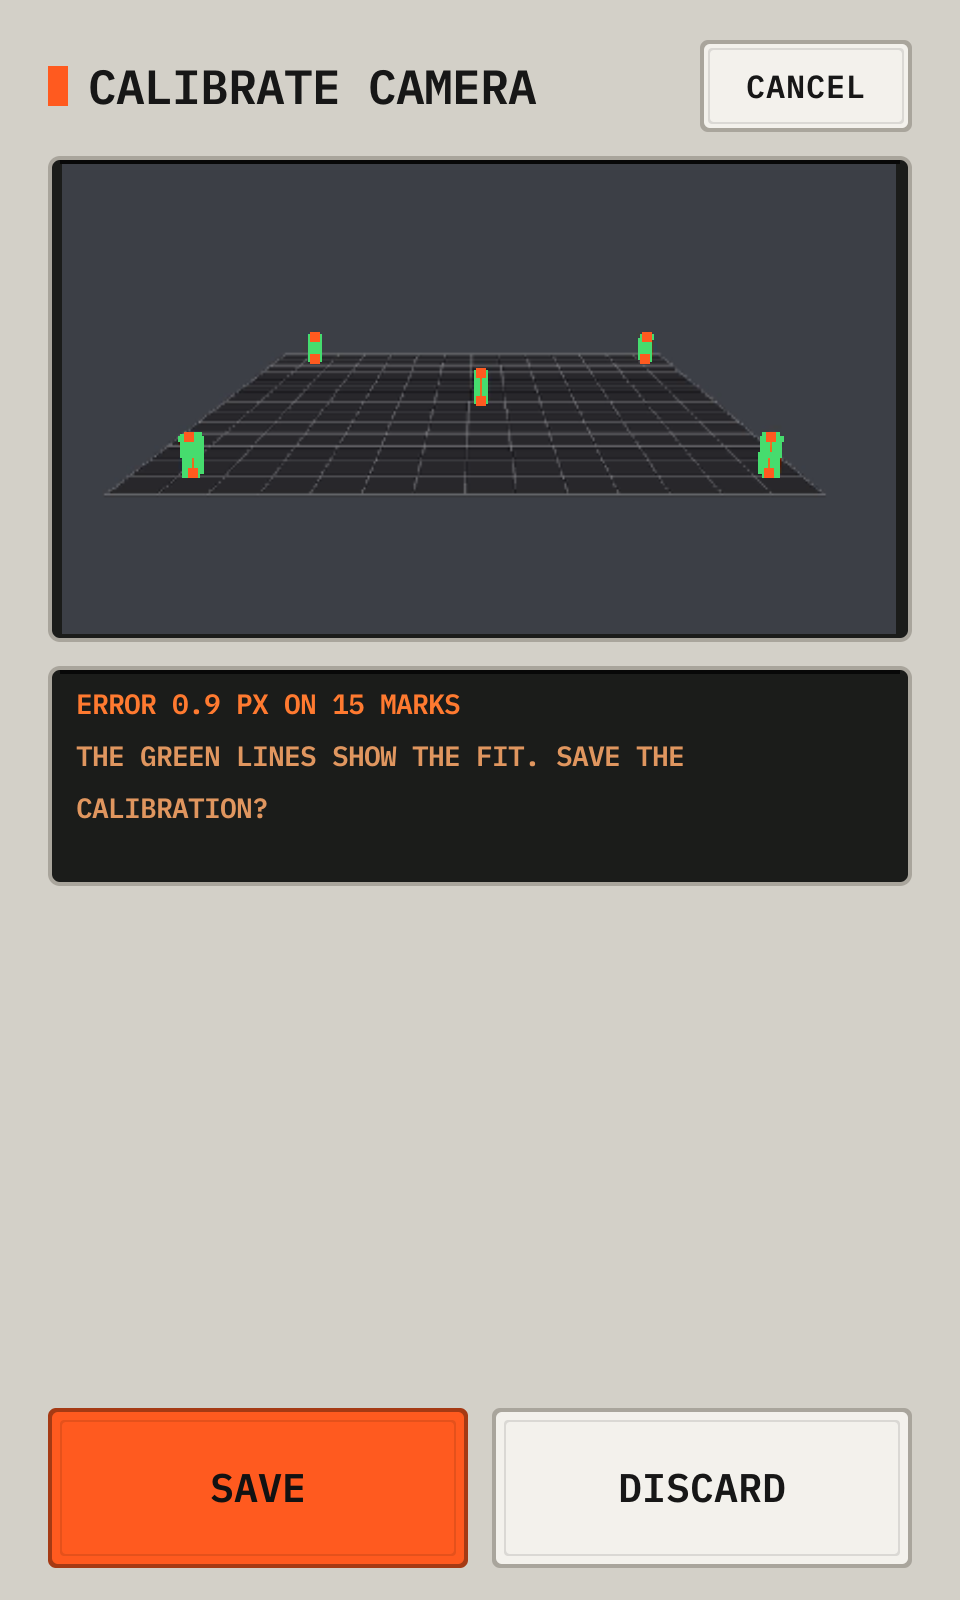 CALIBRATE CAMERA
CANCEL
ERROR 0.9 PX ON 15 MARKS
THE GREEN LINES SHOW THE FIT. SAVE THE
CALIBRATION?
SAVE
DISCARD